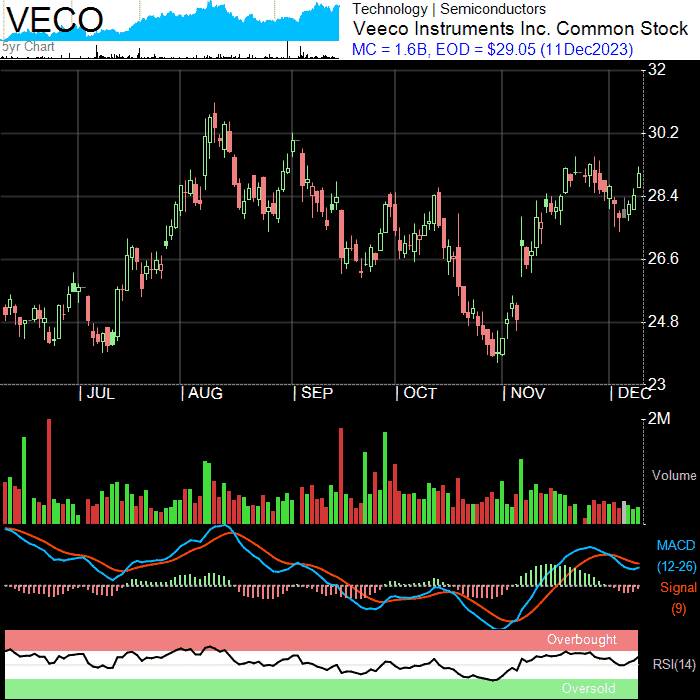 VECO
5yr Chart
Technology | Semiconductors
Veeco Instruments Inc. Common Stock
MC = 1.6B, EOD = $29.05 (11Dec2023)
32
30.2
28.4
26.6
24.8
23
JUL
AUG
SEP
OCT
NOV
DEC
2M
Volume
MACD
(12-26)
Signal
(9)
Overbought
RSI(14)
Oversold